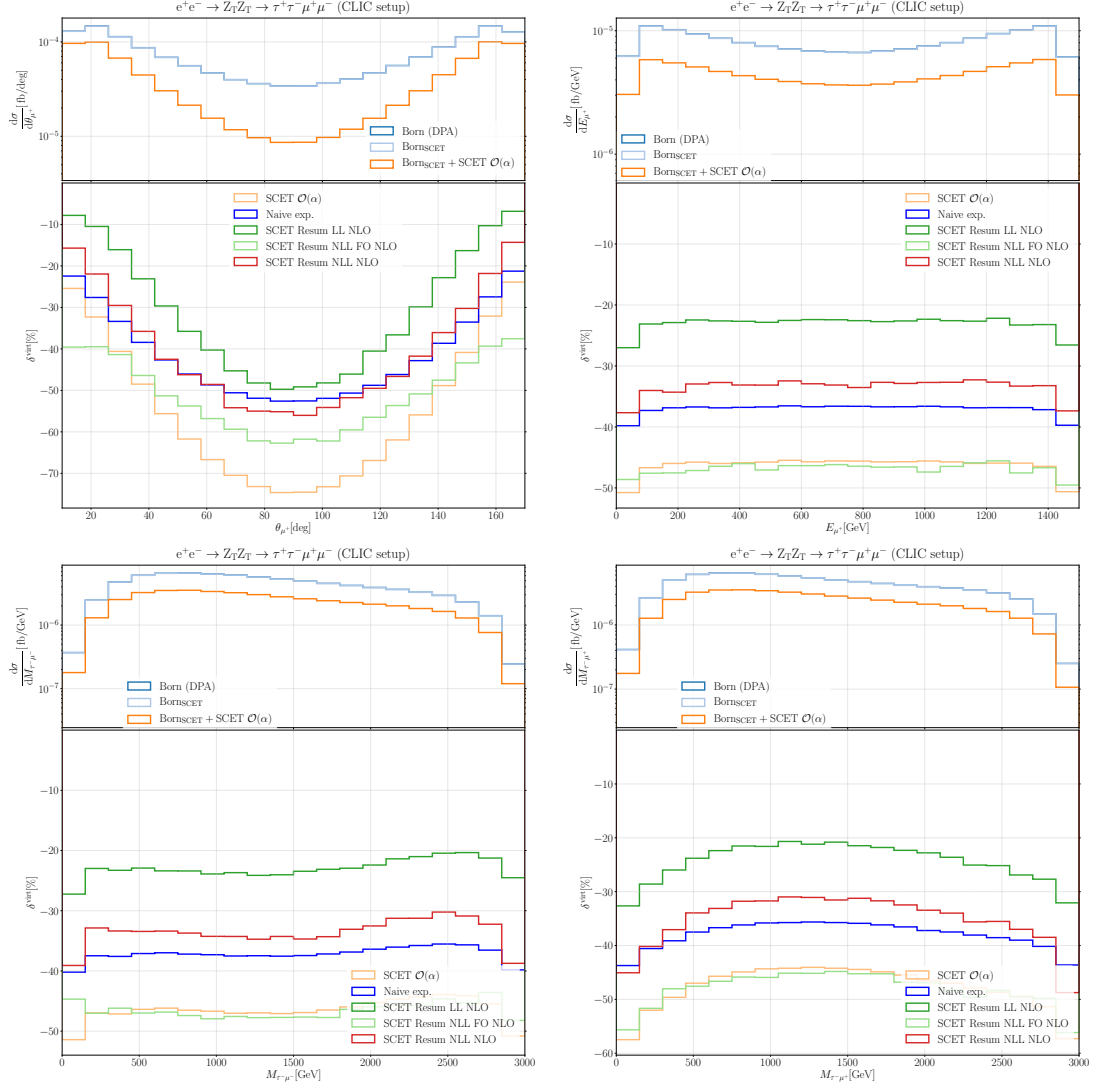 e⁺e⁻ → Z_TZ_T → τ⁺τ⁻μ⁺μ⁻ (CLIC setup)
dσ/dθ_μ⁺ [fb/deg]
10⁻⁴
10⁻⁵
Born (DPA)
Born_SCET
Born_SCET + SCET 𝒪(α)
δ^virt[%]
−10
−20
−30
−40
−50
−60
−70
SCET 𝒪(α)
Naive exp.
SCET Resum LL NLO
SCET Resum NLL FO NLO
SCET Resum NLL NLO
20 40 60 80 100 120 140 160
θ_μ⁺[deg]
e⁺e⁻ → Z_TZ_T → τ⁺τ⁻μ⁺μ⁻ (CLIC setup)
dσ/dE_μ⁺ [fb/GeV]
10⁻⁵
10⁻⁶
Born (DPA)
Born_SCET
Born_SCET + SCET 𝒪(α)
δ^virt[%]
−10
−20
−30
−40
−50
SCET 𝒪(α)
Naive exp.
SCET Resum LL NLO
SCET Resum NLL FO NLO
SCET Resum NLL NLO
0 200 400 600 800 1000 1200 1400
E_μ⁺[GeV]
e⁺e⁻ → Z_TZ_T → τ⁺τ⁻μ⁺μ⁻ (CLIC setup)
dσ/dM_τ⁻μ⁻ [fb/GeV]
10⁻⁶
10⁻⁷
Born (DPA)
Born_SCET
Born_SCET + SCET 𝒪(α)
δ^virt[%]
−10
−20
−30
−40
−50
SCET 𝒪(α)
Naive exp.
SCET Resum LL NLO
SCET Resum NLL FO NLO
SCET Resum NLL NLO
0 500 1000 1500 2000 2500 3000
M_τ⁻μ⁻[GeV]
e⁺e⁻ → Z_TZ_T → τ⁺τ⁻μ⁺μ⁻ (CLIC setup)
dσ/dM_τ⁻μ⁺ [fb/GeV]
10⁻⁶
10⁻⁷
Born (DPA)
Born_SCET
Born_SCET + SCET 𝒪(α)
δ^virt[%]
−10
−20
−30
−40
−50
−60
SCET 𝒪(α)
Naive exp.
SCET Resum LL NLO
SCET Resum NLL FO NLO
SCET Resum NLL NLO
0 500 1000 1500 2000 2500 3000
M_τ⁻μ⁺[GeV]